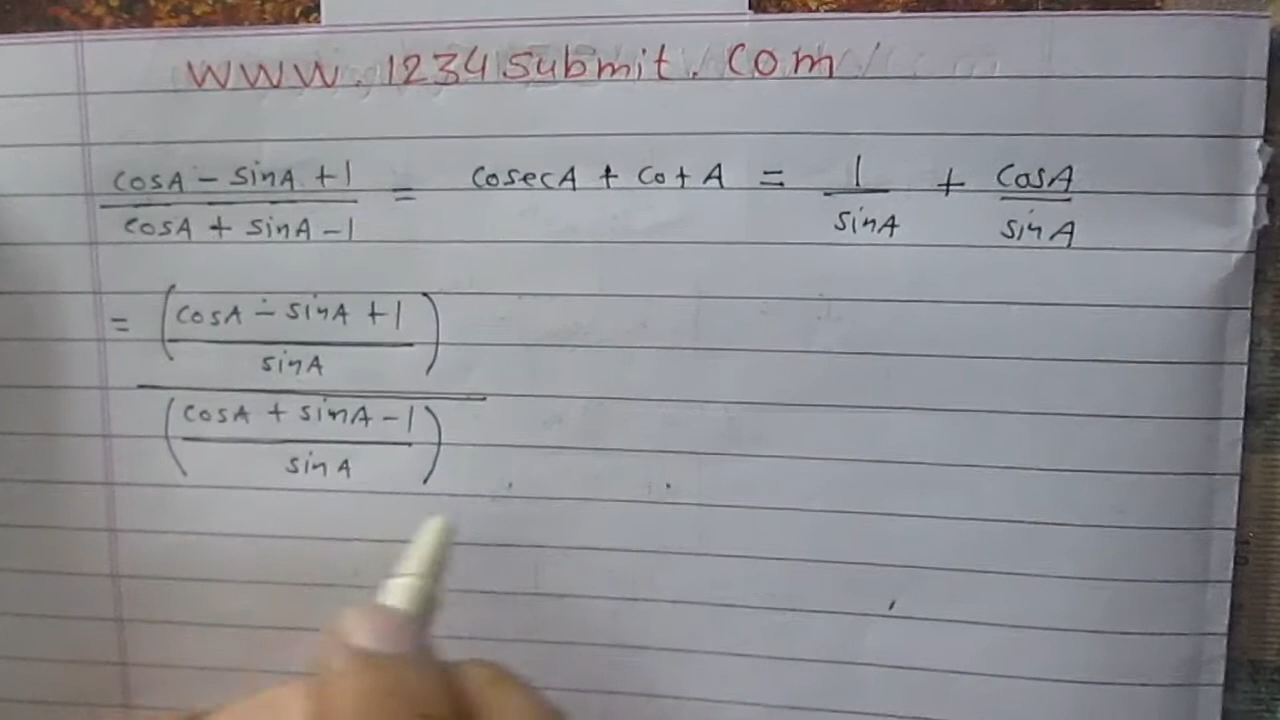 www.1234submit.com/
cosA - sinA + 1 / cosA + sinA - 1 = cosecA + cotA = 1 / sinA + cosA / sinA
= (cosA - sinA + 1 / sinA) / (cosA + sinA - 1 / sinA)